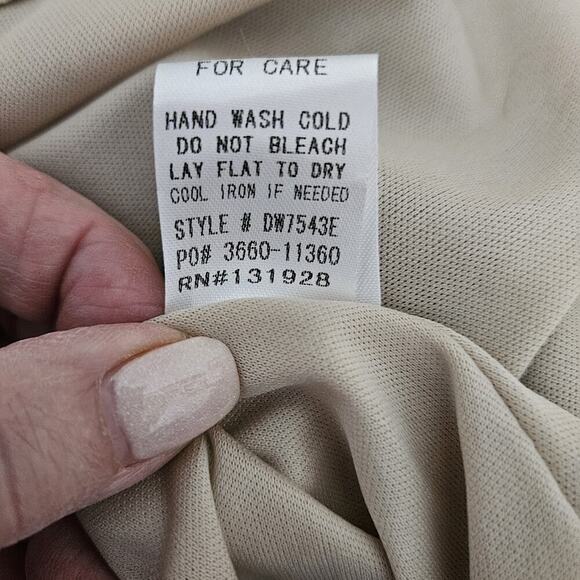 FOR CARE
HAND WASH COLD
DO NOT BLEACH
LAY FLAT TO DRY
COOL IRON IF NEEDED
STYLE # DW7543E
PO# 3660-11360
RN#131928